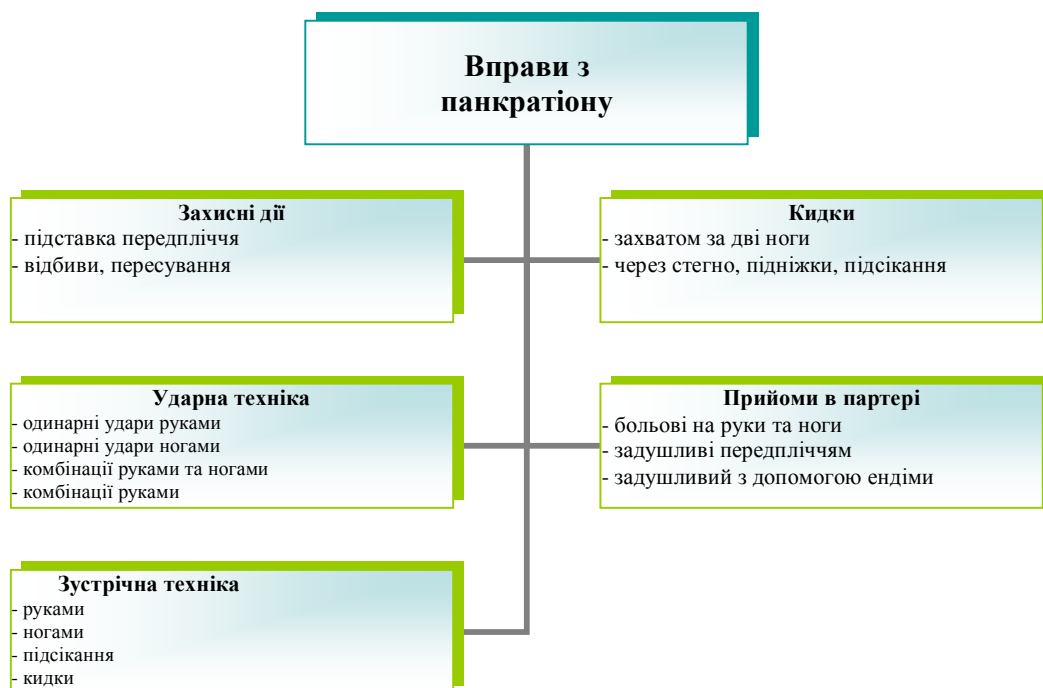 Вправи з
панкратіону
Захисні дії
- підставка передпліччя
- відбиви, пересування
Кидки
- захватом за дві ноги
- через стегно, підніжки, підсікання
Ударна техніка
- одинарні удари руками
- одинарні удари ногами
- комбінації руками та ногами
- комбінації руками
Прийоми в партері
- больові на руки та ноги
- задушливі передпліччям
- задушливий з допомогою ендіми
Зустрічна техніка
- руками
- ногами
- підсікання
- кидки